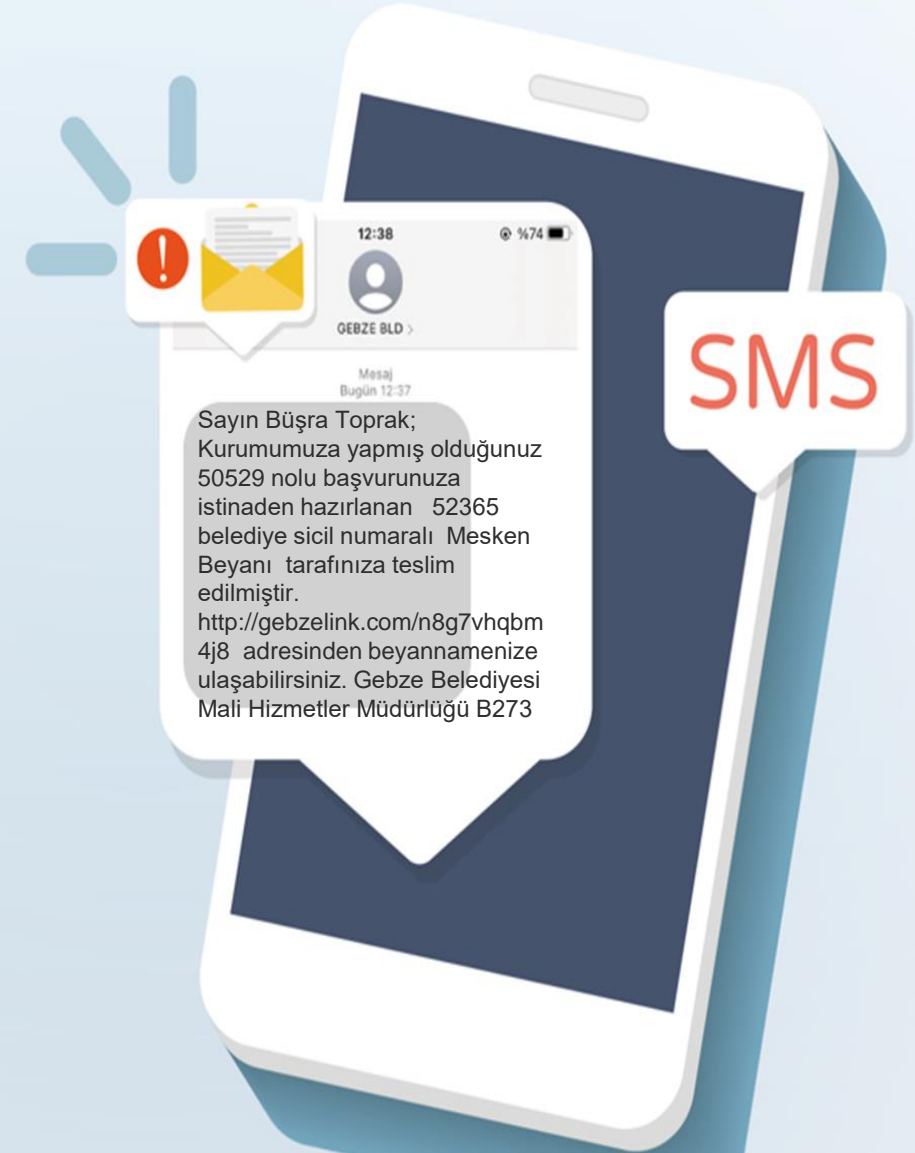 12:38
%74
GEBZE BLD >
Mesaj
Bugün 12:37
SMS
Sayın Büşra Toprak;
Kurumumuza yapmış olduğunuz
50529 nolu başvurunuza
istinaden hazırlanan 52365
belediye sicil numaralı Mesken
Beyanı tarafınıza teslim
edilmiştir.
http://gebzelink.com/n8g7vhqbm
4j8 adresinden beyannamenize
ulaşabilirsiniz. Gebze Belediyesi
Mali Hizmetler Müdürlüğü B273